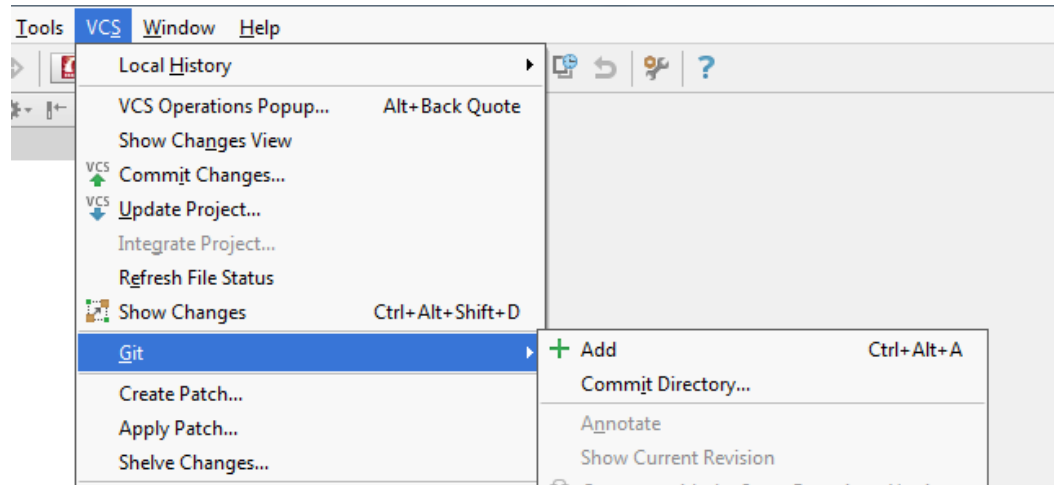 Tools VCS Window Help
Local History
VCS Operations Popup... Alt+Back Quote
Show Changes View
VCS Commit Changes...
VCS Update Project...
Integrate Project...
Refresh File Status
Show Changes Ctrl+Alt+Shift+D
Git
Add Ctrl+Alt+A
Commit Directory...
Create Patch...
Annotate
Apply Patch...
Show Current Revision
Shelve Changes...